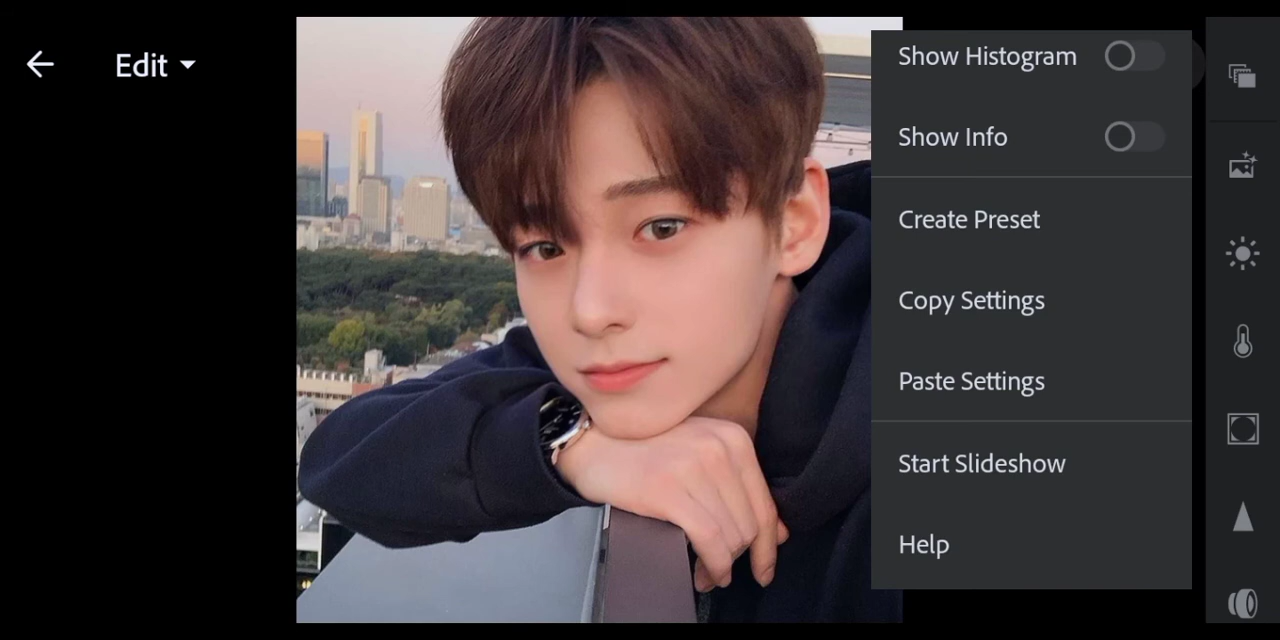 Edit
Show Histogram
Show Info
Create Preset
Copy Settings
Paste Settings
Start Slideshow
Help